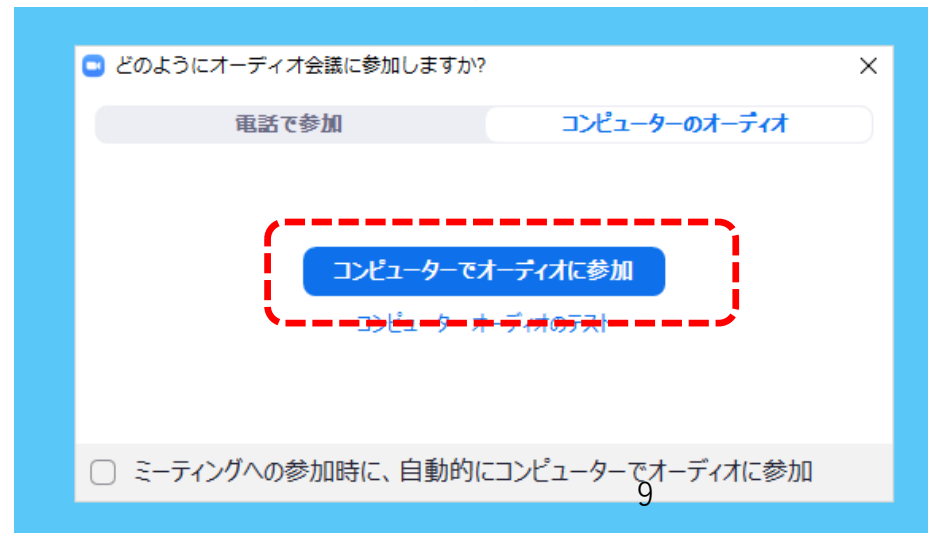 どのようにオーディオ会議に参加しますか?
電話で参加
コンピューターのオーディオ
コンピューターでオーディオに参加
コンピューター オーディオのテスト
ミーティングへの参加時に、自動的にコンピューターでオーディオに参加
9